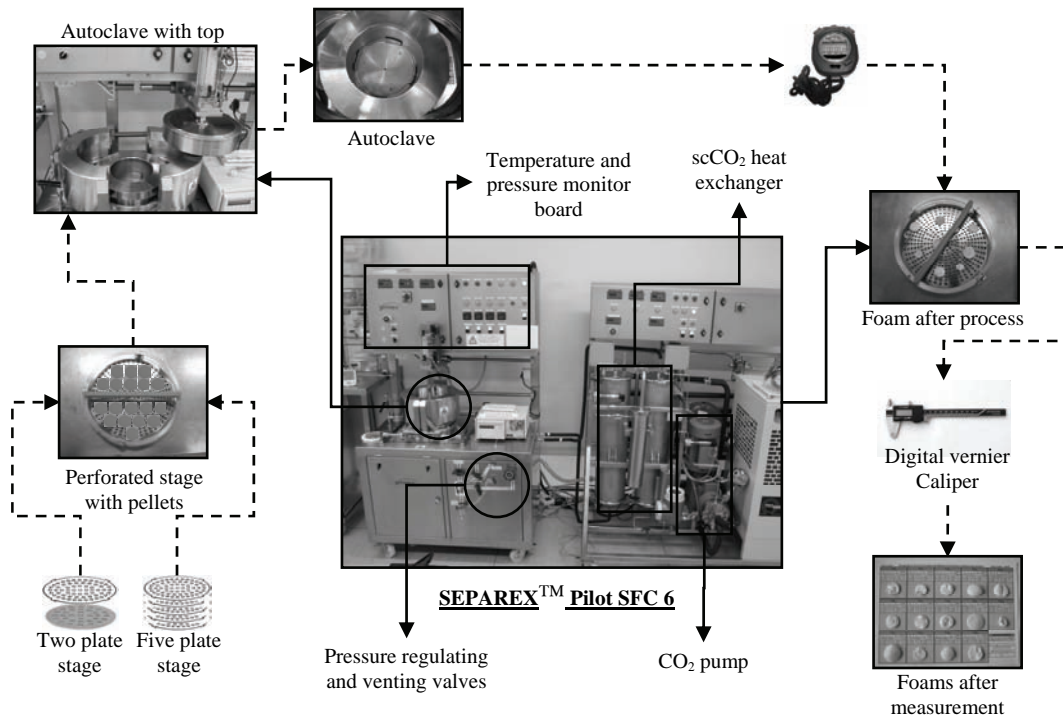 Autoclave with top
Autoclave
Temperature and
pressure monitor
board
scCO₂ heat
exchanger
Foam after process
Perforated stage
with pellets
Digital vernier
Caliper
SEPAREX™ Pilot SFC 6
Two plate
stage
Five plate
stage
Pressure regulating
and venting valves
CO₂ pump
Foams after
measurement